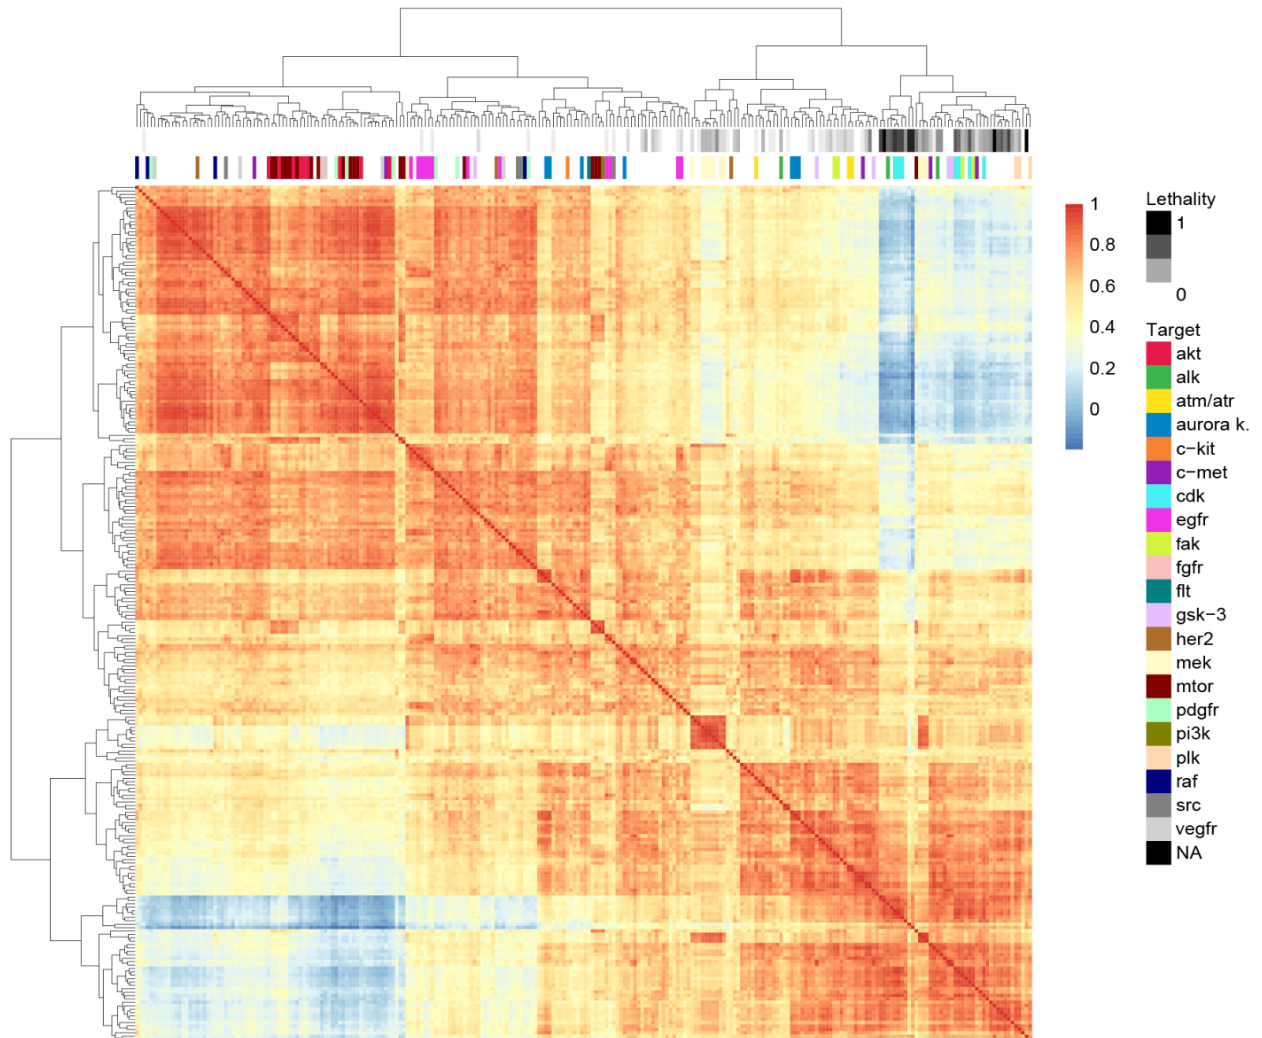 1
0.8
0.6
0.4
0.2
0
Lethality
1
0
Target
akt
alk
atm/atr
aurora k.
c-kit
c-met
cdk
egfr
fak
fgfr
flt
gsk-3
her2
mek
mtor
pdgfr
pi3k
plk
raf
src
vegfr
NA